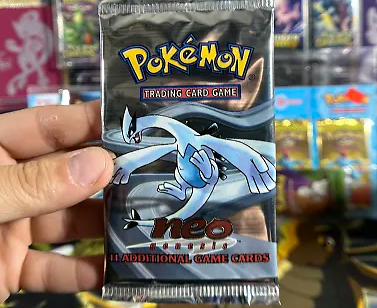 POKéMON
TRADING CARD GAME
neo
genesis
11 ADDITIONAL GAME CARDS